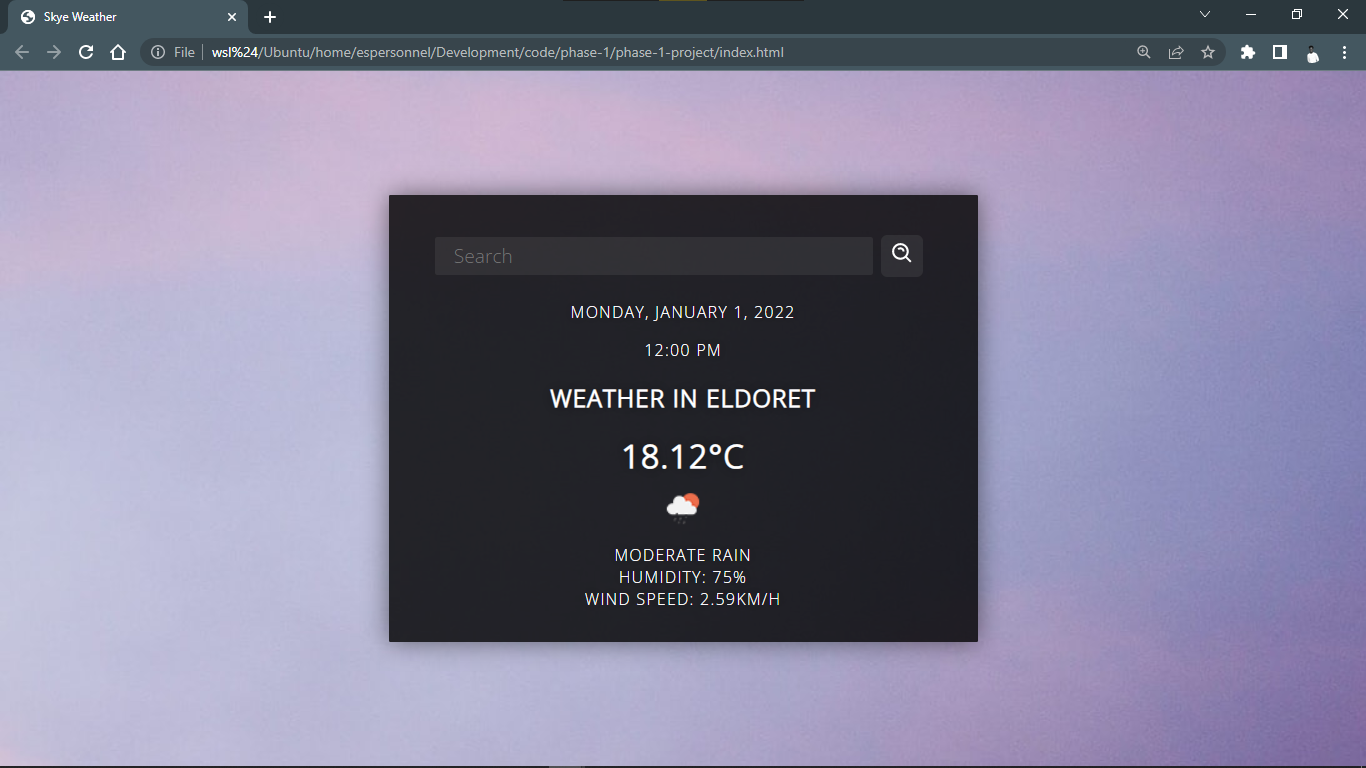 Skye Weather
File wsl%24/Ubuntu/home/espersonnel/Development/code/phase-1/phase-1-project/index.html
Search
MONDAY, JANUARY 1, 2022
12:00 PM
WEATHER IN ELDORET
18.12°C
MODERATE RAIN
HUMIDITY: 75%
WIND SPEED: 2.59KM/H